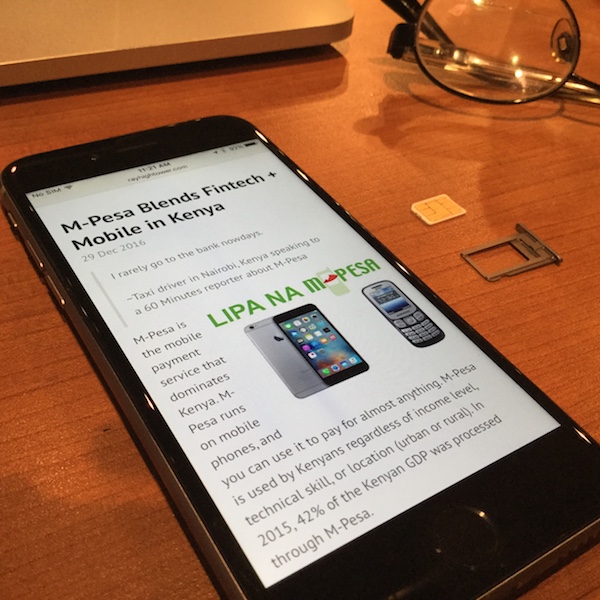 No SIM
11:21 AM
90%
rayhightower.com
M-Pesa Blends Fintech +
Mobile in Kenya
29 Dec 2016
I rarely go to the bank nowdays.
~Taxi driver in Nairobi, Kenya speaking to
a 60 Minutes reporter about M-Pesa
LIPA NA M-PESA
M-Pesa is
the mobile
payment
service that
dominates
Kenya. M-
Pesa runs
on mobile
phones, and
you can use it to pay for almost anything. M-Pesa
is used by Kenyans regardless of income level,
technical skill, or location (urban or rural). In
2015, 42% of the Kenyan GDP was processed
through M-Pesa.